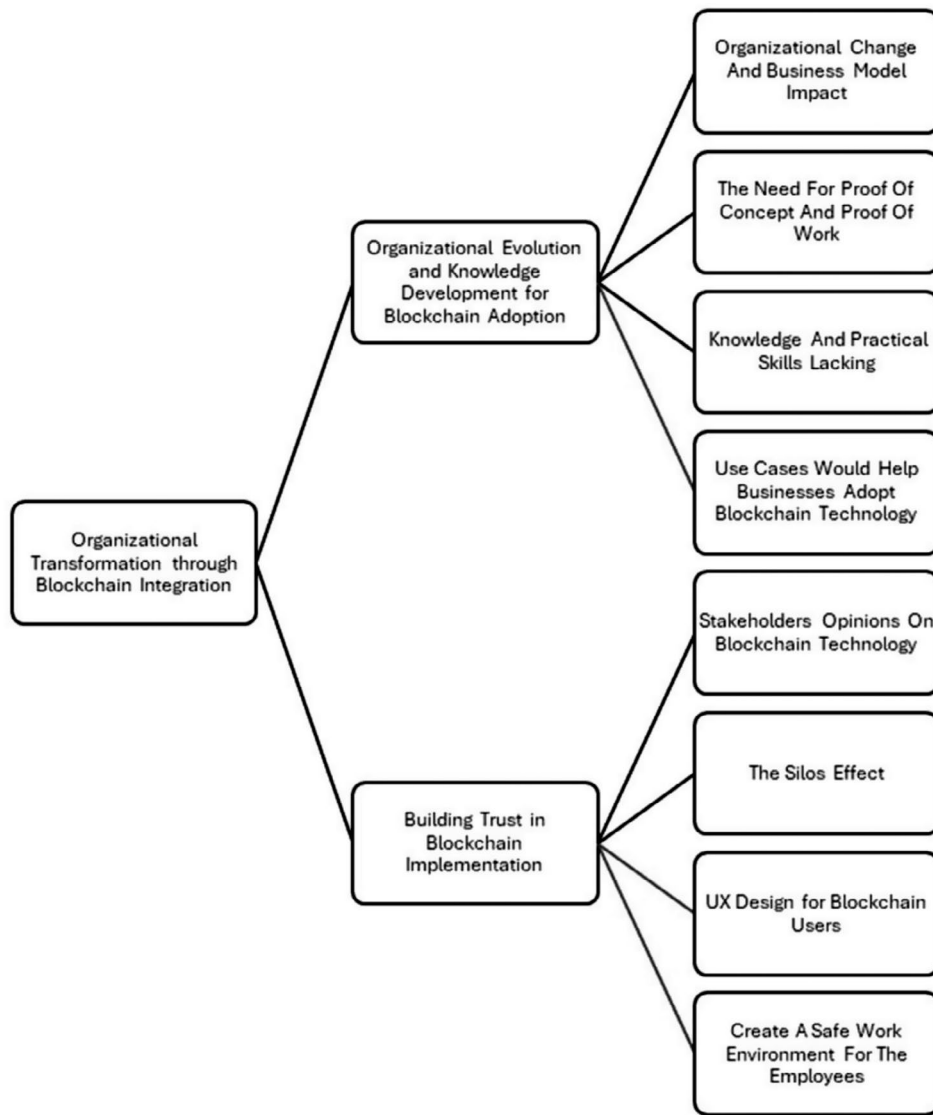 Organizational Change
And Business Model
Impact
The Need For Proof Of
Concept And Proof Of
Work
Organizational Evolution
and Knowledge
Development for
Blockchain Adoption
Knowledge And Practical
Skills Lacking
Use Cases Would Help
Businesses Adopt
Blockchain Technology
Organizational
Transformation through
Blockchain Integration
Stakeholders Opinions On
Blockchain Technology
The Silos Effect
Building Trust in
Blockchain
Implementation
UX Design for Blockchain
Users
Create A Safe Work
Environment For The
Employees